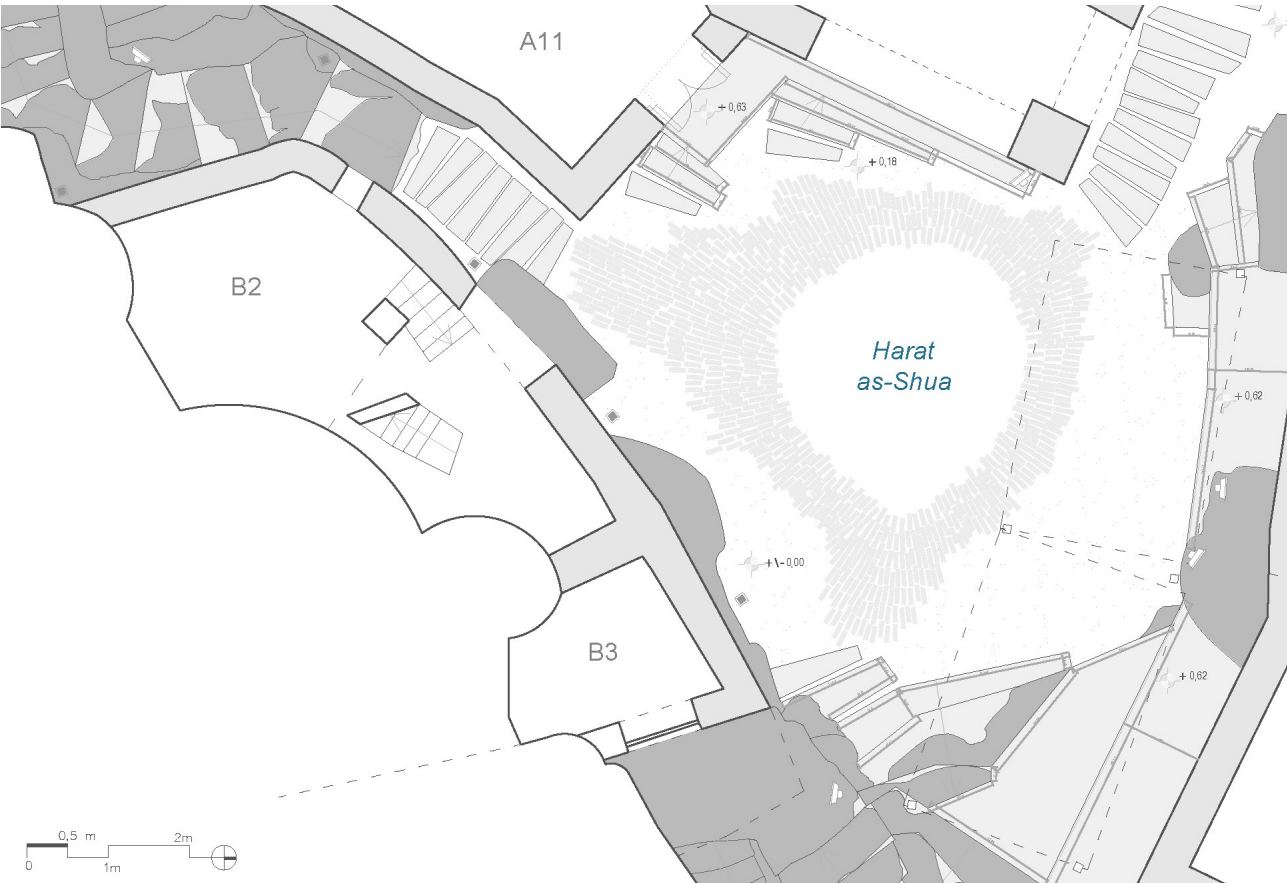 A11
+ 0,63
+ 0,18
B2
Harat
as-Shua
+ 0,62
+\- 0,00
B3
+ 0,62
0,5 m
2m
0
1m